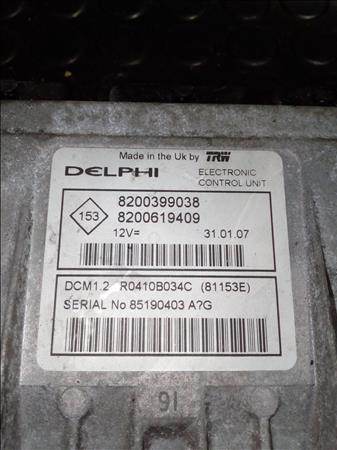 Made in the Uk by TRW
DELPHI ELECTRONIC CONTROL UNIT
153
8200399038
8200619409
12V= 31.01.07
DCM1.2 R0410B034C (81153E)
SERIAL No 85190403 A?G
91